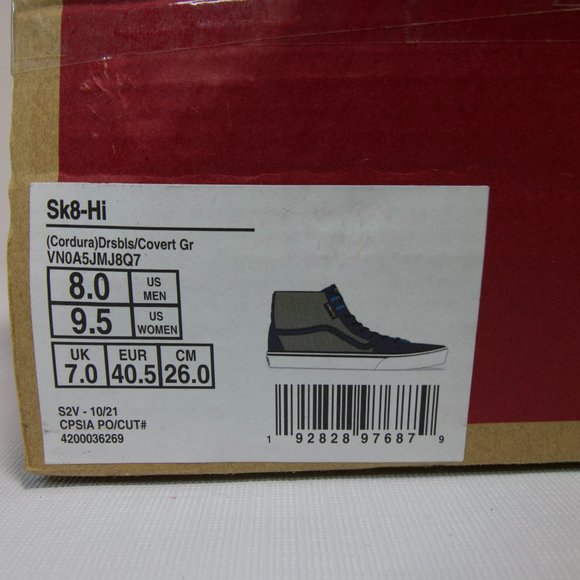 Sk8-Hi
(Cordura)Drsbls/Covert Gr
VN0A5JMJ8Q7
8.0 US MEN
9.5 US WOMEN
UK EUR CM
7.0 40.5 26.0
S2V - 10/21
CPSIA PO/CUT#
4200036269
1 92828 97687 9